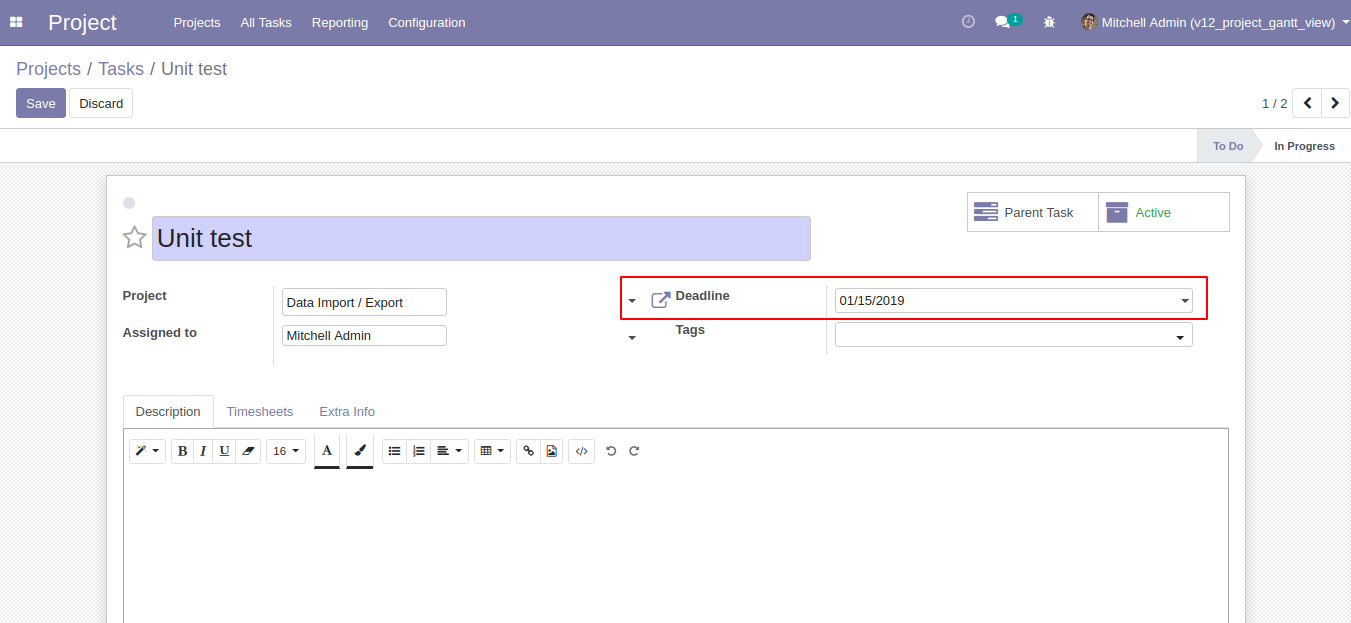 Project Projects All Tasks Reporting Configuration 1 Mitchell Admin (v12_project_gantt_view)
Projects / Tasks / Unit test
Save Discard 1 / 2
To Do In Progress
Parent Task Active
Unit test
Project Data Import / Export Deadline 01/15/2019
Assigned to Mitchell Admin Tags
Description Timesheets Extra Info
B I U 16 A </>